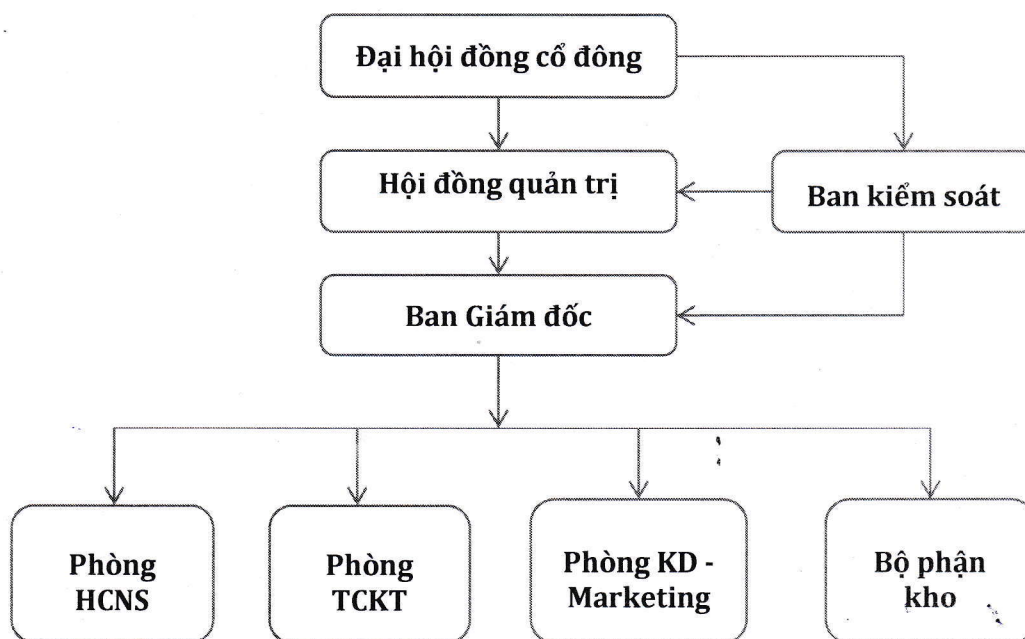 Đại hội đồng cổ đông
Hội đồng quản trị
Ban kiểm soát
Ban Giám đốc
Phòng
HCNS
Phòng
TCKT
Phòng KD -
Marketing
Bộ phận
kho